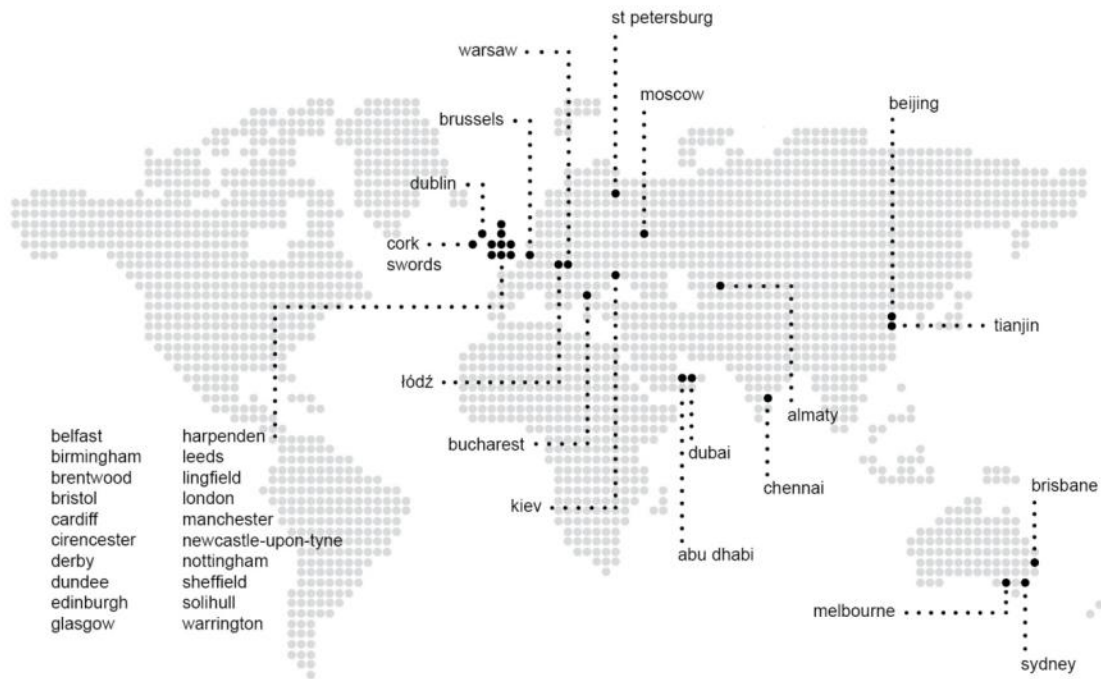 st petersburg
warsaw
moscow
beijing
brussels
dublin
cork
swords
tianjin
łódź
almaty
bucharest
dubai
chennai
brisbane
kiev
abu dhabi
melbourne
sydney
belfast
birmingham
brentwood
bristol
cardiff
cirencester
derby
dundee
edinburgh
glasgow
harpenden
leeds
lingfield
london
manchester
newcastle-upon-tyne
nottingham
sheffield
solihull
warrington